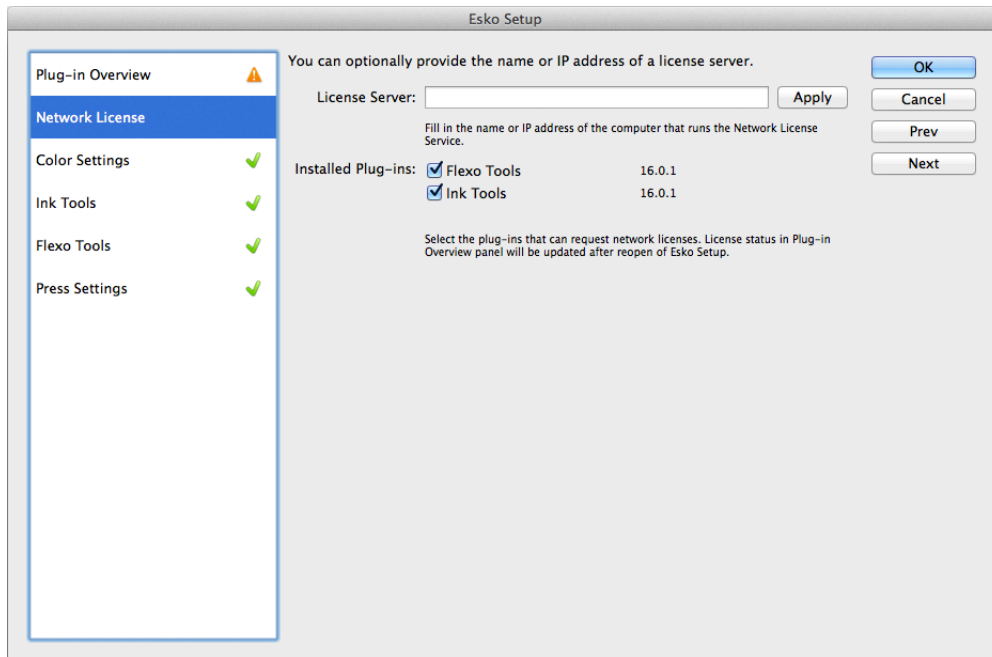 Esko Setup
Plug-in Overview
Network License
Color Settings
Ink Tools
Flexo Tools
Press Settings
You can optionally provide the name or IP address of a license server.
License Server:
Apply
Fill in the name or IP address of the computer that runs the Network License
Service.
Installed Plug-ins:
Flexo Tools 16.0.1
Ink Tools 16.0.1
Select the plug-ins that can request network licenses. License status in Plug-in
Overview panel will be updated after reopen of Esko Setup.
OK
Cancel
Prev
Next